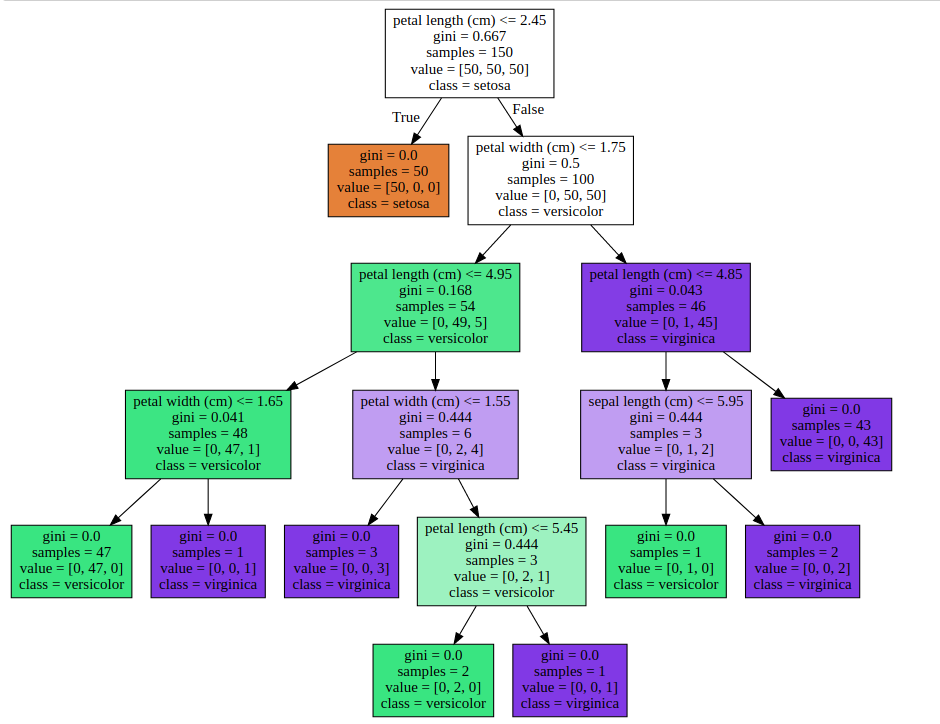 petal length (cm) <= 2.45
gini = 0.667
samples = 150
value = [50, 50, 50]
class = setosa
True
False
gini = 0.0
samples = 50
value = [50, 0, 0]
class = setosa
petal width (cm) <= 1.75
gini = 0.5
samples = 100
value = [0, 50, 50]
class = versicolor
petal length (cm) <= 4.95
gini = 0.168
samples = 54
value = [0, 49, 5]
class = versicolor
petal length (cm) <= 4.85
gini = 0.043
samples = 46
value = [0, 1, 45]
class = virginica
petal width (cm) <= 1.65
gini = 0.041
samples = 48
value = [0, 47, 1]
class = versicolor
petal width (cm) <= 1.55
gini = 0.444
samples = 6
value = [0, 2, 4]
class = virginica
sepal length (cm) <= 5.95
gini = 0.444
samples = 3
value = [0, 1, 2]
class = virginica
gini = 0.0
samples = 43
value = [0, 0, 43]
class = virginica
gini = 0.0
samples = 47
value = [0, 47, 0]
class = versicolor
gini = 0.0
samples = 1
value = [0, 0, 1]
class = virginica
gini = 0.0
samples = 3
value = [0, 0, 3]
class = virginica
petal length (cm) <= 5.45
gini = 0.444
samples = 3
value = [0, 2, 1]
class = versicolor
gini = 0.0
samples = 1
value = [0, 1, 0]
class = versicolor
gini = 0.0
samples = 2
value = [0, 0, 2]
class = virginica
gini = 0.0
samples = 2
value = [0, 2, 0]
class = versicolor
gini = 0.0
samples = 1
value = [0, 0, 1]
class = virginica